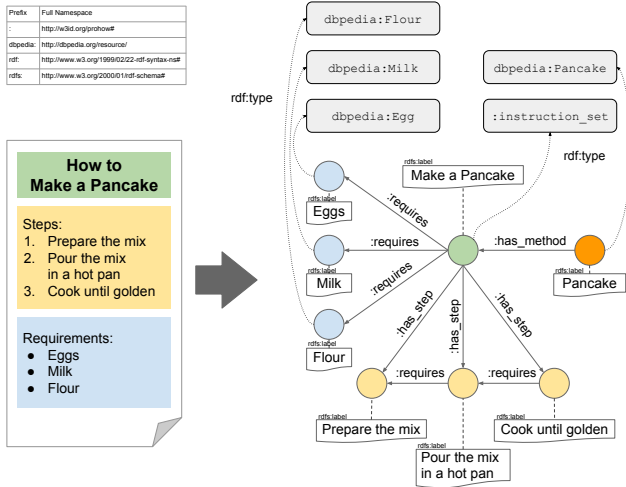 Prefix Full Namespace
: http://w3id.org/prohow#
dbpedia: http://dbpedia.org/resource/
rdf: http://www.w3.org/1999/02/22-rdf-syntax-ns#
rdfs: http://www.w3.org/2000/01/rdf-schema#
How to
Make a Pancake
Steps:
1. Prepare the mix
2. Pour the mix
in a hot pan
3. Cook until golden
Requirements:
● Eggs
● Milk
● Flour
dbpedia:Flour
dbpedia:Milk
dbpedia:Pancake
rdf:type
dbpedia:Egg
:instruction_set
rdf:type
rdfs:label
Make a Pancake
rdfs:label
Eggs
:requires
:requires
:has_method
rdfs:label
Milk
rdfs:label
Pancake
:requires
rdfs:label
Flour
:has_step
:has_step
:has_step
:requires
:requires
rdfs:label
Prepare the mix
rdfs:label
Pour the mix
in a hot pan
rdfs:label
Cook until golden